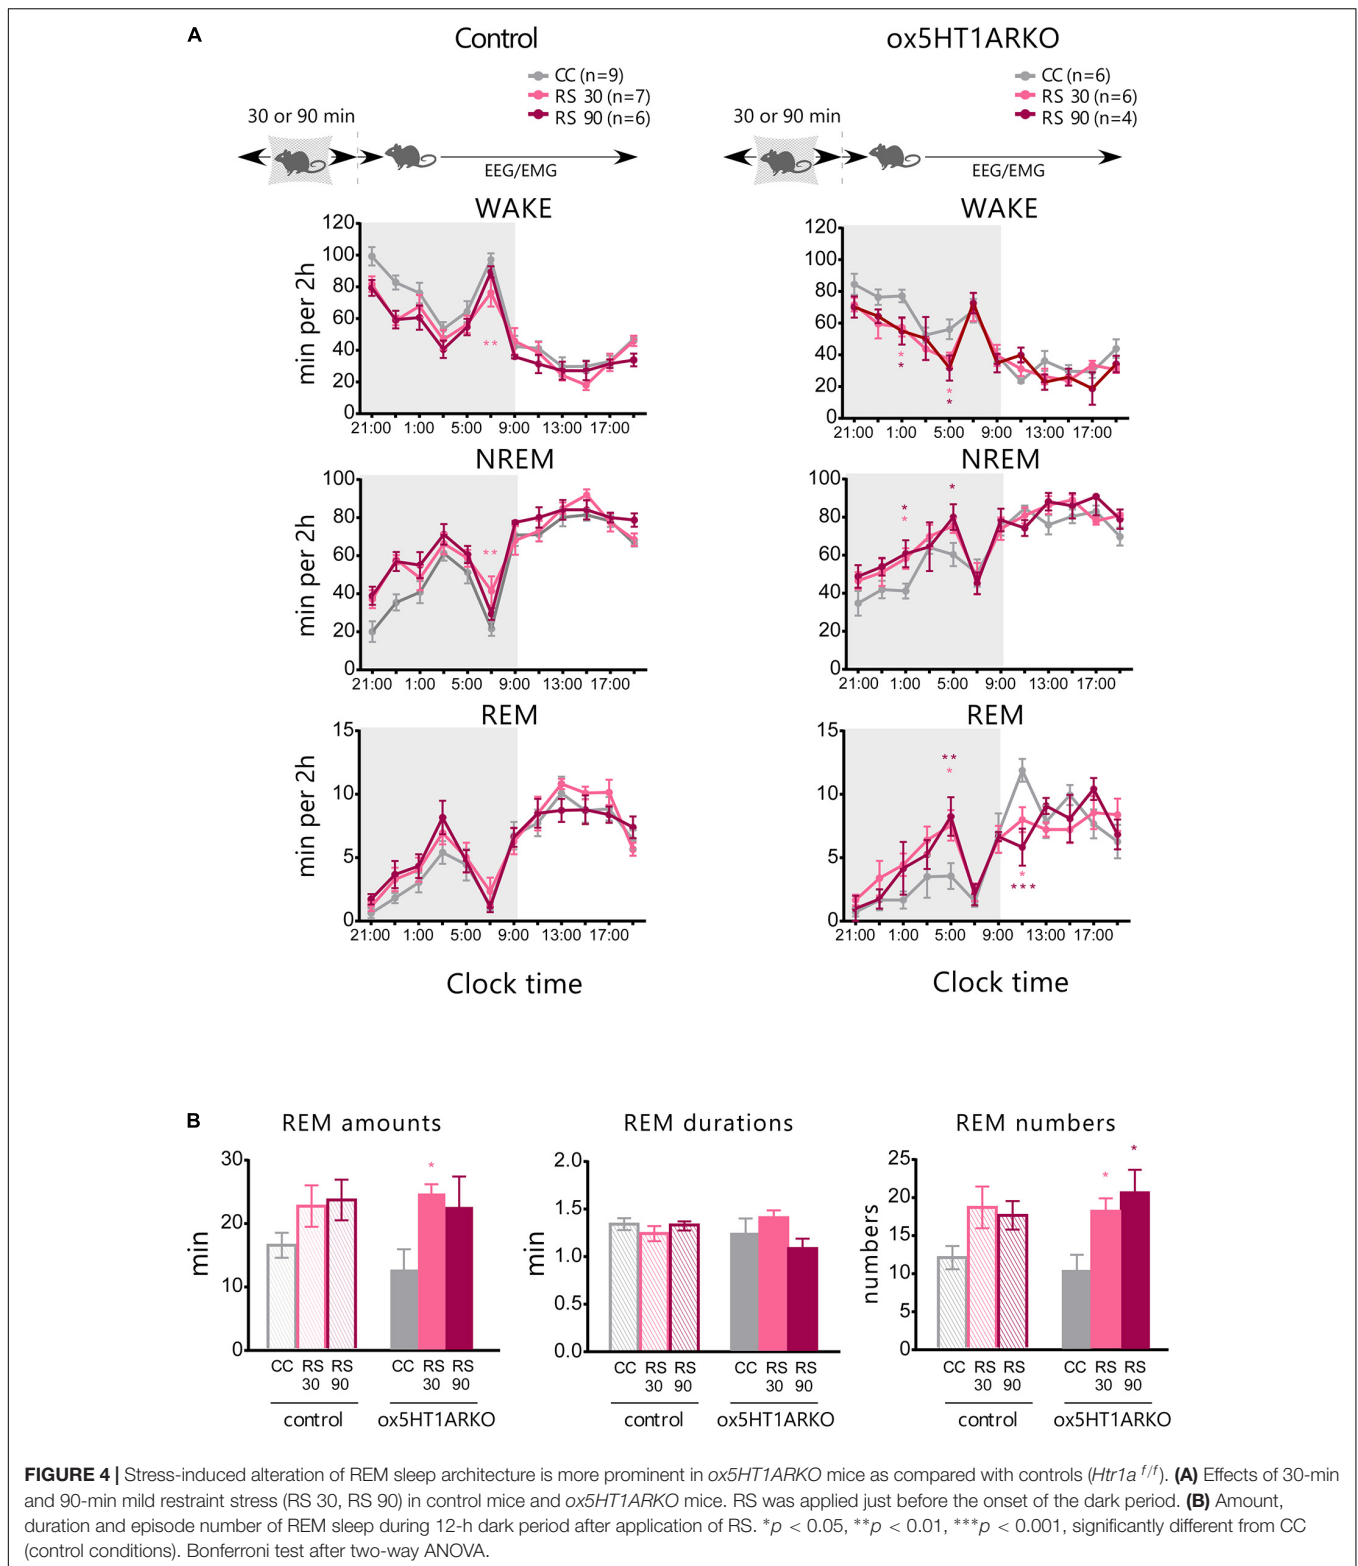 A
Control
CC (n=9)
RS 30 (n=7)
RS 90 (n=6)
30 or 90 min
EEG/EMG
WAKE
min per 2h
120
100
80
60
40
20
0
**
21:00 1:00 5:00 9:00 13:00 17:00
NREM
min per 2h
100
80
60
40
20
0
**
21:00 1:00 5:00 9:00 13:00 17:00
REM
min per 2h
15
10
5
0
21:00 1:00 5:00 9:00 13:00 17:00
Clock time
ox5HT1ARKO
CC (n=6)
RS 30 (n=6)
RS 90 (n=4)
30 or 90 min
EEG/EMG
WAKE
120
100
80
60
40
20
0
*
*
*
*
21:00 1:00 5:00 9:00 13:00 17:00
NREM
100
80
60
40
20
0
*
*
*
21:00 1:00 5:00 9:00 13:00 17:00
REM
15
10
5
0
**
*
*
***
21:00 1:00 5:00 9:00 13:00 17:00
Clock time
B
REM amounts
min
30
20
10
0
*
CC RS 30 RS 90 CC RS 30 RS 90
control ox5HT1ARKO
REM durations
min
2.0
1.5
1.0
0.5
0.0
CC RS 30 RS 90 CC RS 30 RS 90
control ox5HT1ARKO
REM numbers
numbers
25
20
15
10
5
0
*
*
CC RS 30 RS 90 CC RS 30 RS 90
control ox5HT1ARKO
FIGURE 4 | Stress-induced alteration of REM sleep architecture is more prominent in ox5HT1ARKO mice as compared with controls (Htr1a f/f). (A) Effects of 30-min
and 90-min mild restraint stress (RS 30, RS 90) in control mice and ox5HT1ARKO mice. RS was applied just before the onset of the dark period. (B) Amount,
duration and episode number of REM sleep during 12-h dark period after application of RS. *p < 0.05, **p < 0.01, ***p < 0.001, significantly different from CC
(control conditions). Bonferroni test after two-way ANOVA.